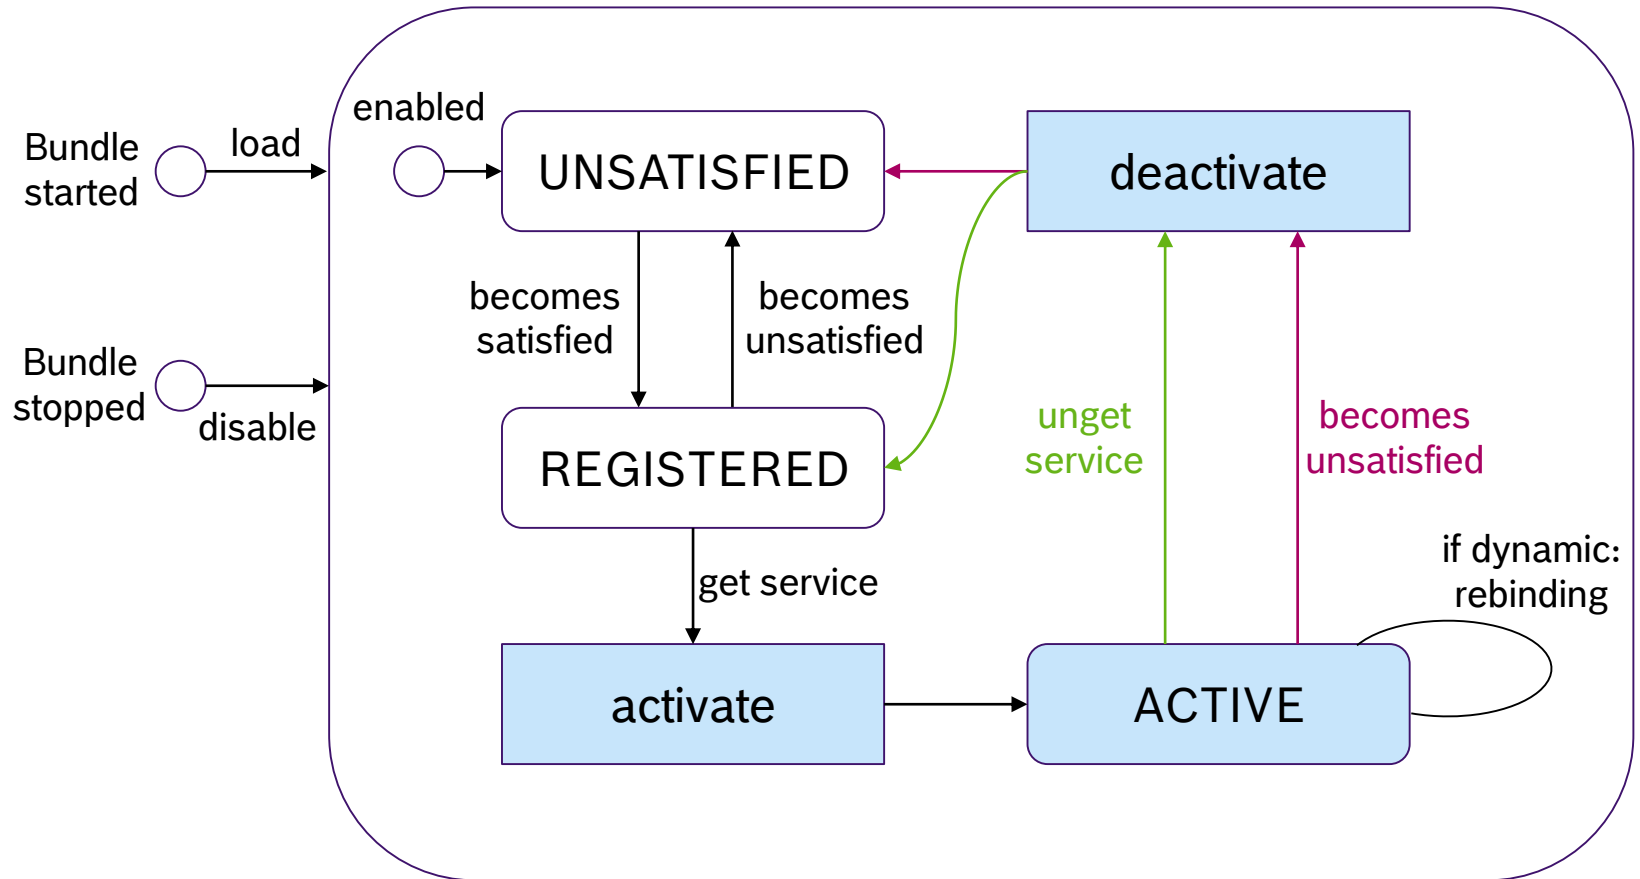 enabled
Bundle
started
load
UNSATISFIED
deactivate
becomes
satisfied
becomes
unsatisfied
Bundle
stopped
disable
REGISTERED
unget
service
becomes
unsatisfied
get service
if dynamic:
rebinding
activate
ACTIVE